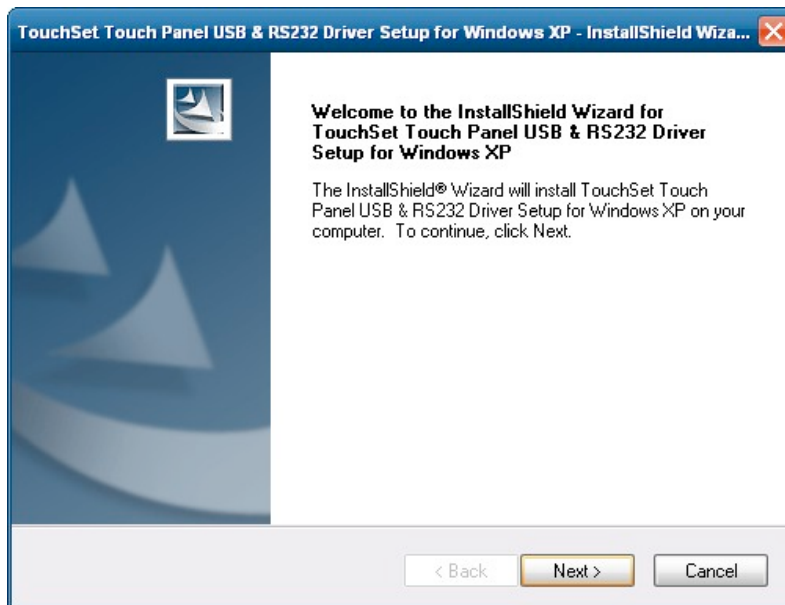 TouchSet Touch Panel USB & RS232 Driver Setup for Windows XP - InstallShield Wiza...
Welcome to the InstallShield Wizard for
TouchSet Touch Panel USB & RS232 Driver
Setup for Windows XP
The InstallShield® Wizard will install TouchSet Touch
Panel USB & RS232 Driver Setup for Windows XP on your
computer. To continue, click Next.
< Back
Next >
Cancel